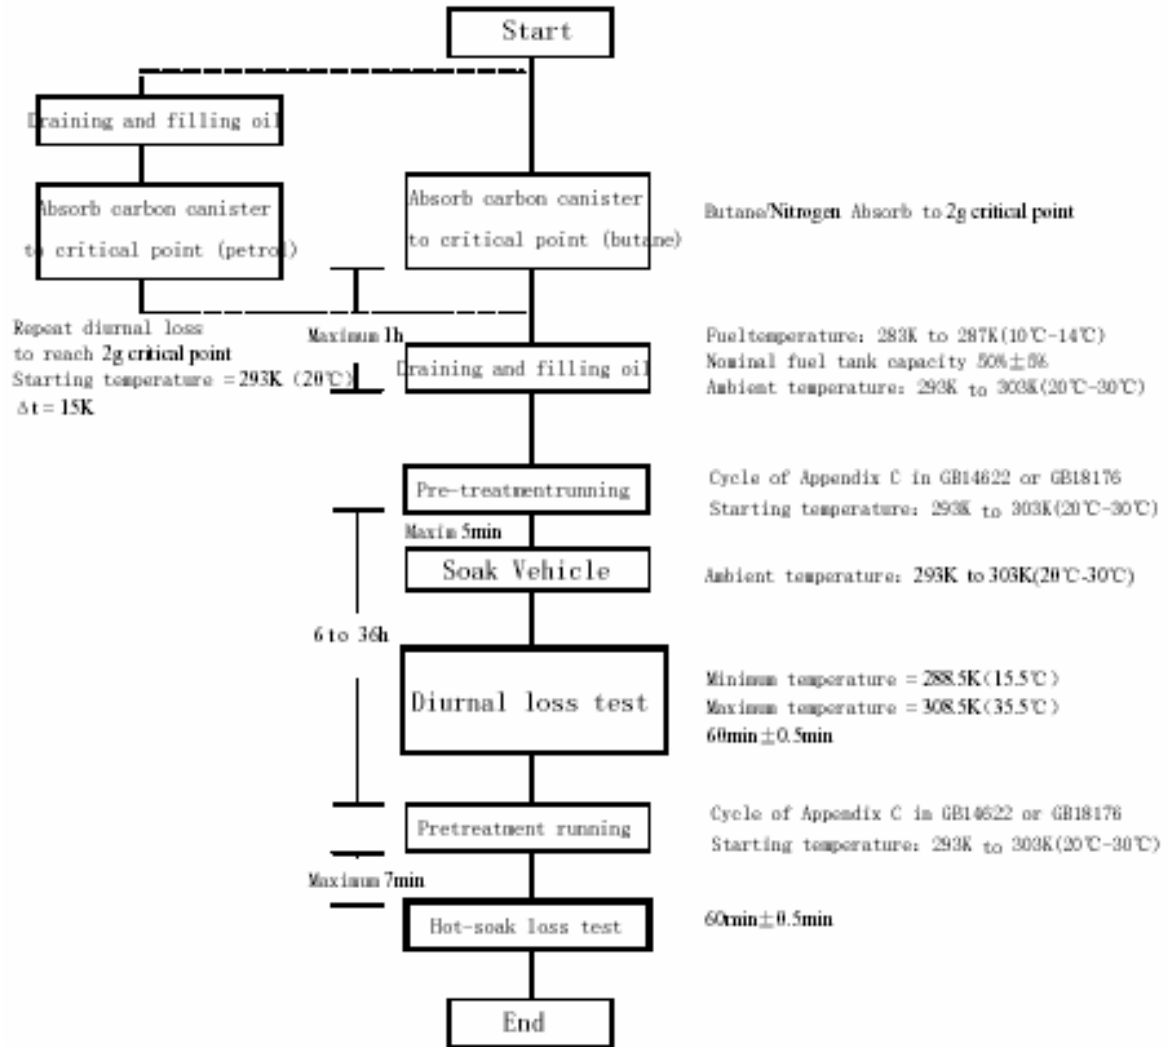 Start
Draining and filling oil
Absorb carbon canister
to critical point (petrol)
Absorb carbon canister
to critical point (butane)
Butane/Nitrogen Absorb to 2g critical point
Repeat diurnal loss
to reach 2g critical point
Starting temperature = 293K (20℃)
Δt = 15K
Maximum 1h
Draining and filling oil
Fueltemperature: 283K to 287K(10℃-14℃)
Nominal fuel tank capacity 50%±5%
Ambient temperature: 293K to 303K(20℃-30℃)
Pre-treatmentrunning
Cycle of Appendix C in GB14622 or GB18176
Starting temperature: 293K to 303K(20℃-30℃)
Maxim 5min
Soak Vehicle
Ambient temperature: 293K to 303K(20℃-30℃)
6 to 36h
Diurnal loss test
Minimum temperature = 288.5K(15.5℃)
Maximum temperature = 308.5K(35.5℃)
60min±0.5min
Pretreatment running
Cycle of Appendix C in GB14622 or GB18176
Starting temperature: 293K to 303K(20℃-30℃)
Maximum 7min
Hot-soak loss test
60min±0.5min
End